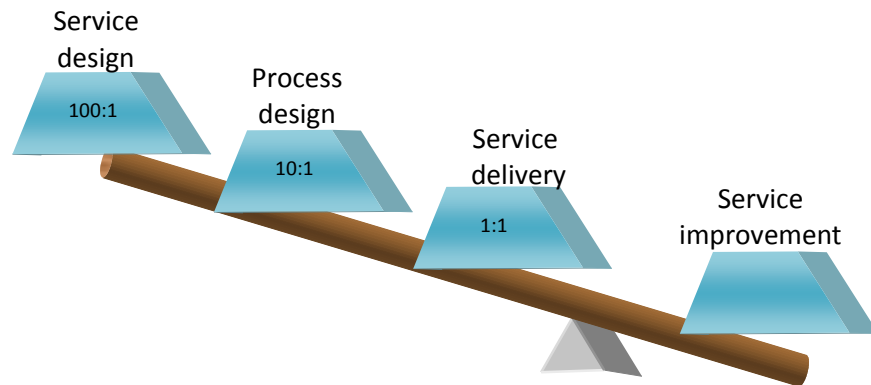 Service
design
100:1
Process
design
10:1
Service
delivery
1:1
Service
improvement